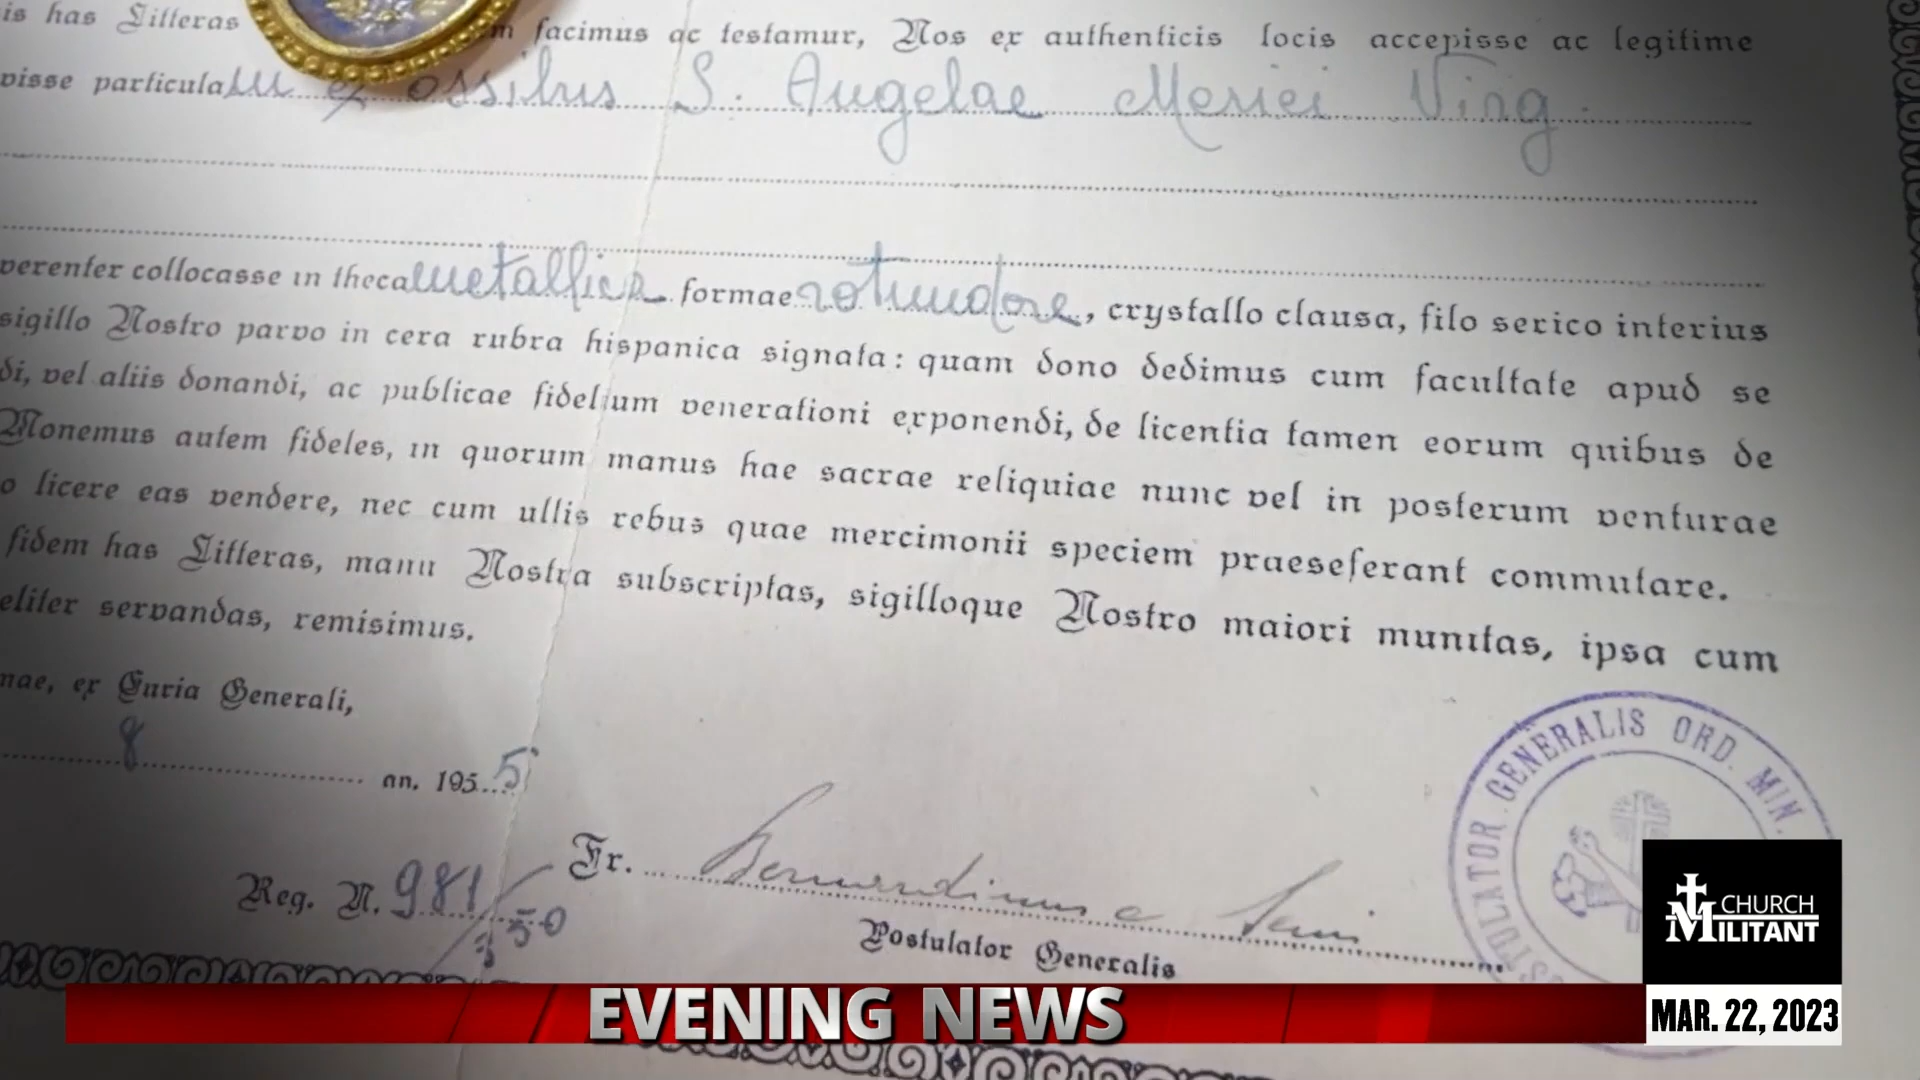 is has Litteras facimus ac testamur, Nos ex authenticis locis accepisse ac legitime
visse particulam ex ossibus S. Angelae Merici Virg.
verenter collocasse in theca metallica formae rotundae, crystallo clausa, filo serico interius
sigillo Nostro parvo in cera rubra hispanica signata: quam dono dedimus cum facultate apud se
di, vel aliis donandi, ac publicae fidelium venerationi exponendi, de licentia tamen eorum quibus de
Monemus autem fideles, in quorum manus hae sacrae reliquiae nunc vel in posterum venturae
o licere eas vendere, nec cum ullis rebus quae mercimonii speciem praeseferant commutare.
fidem has Litteras, manu Nostra subscriptas, sigilloque Nostro maiori munitas, ipsa cum
eliter servandas, remisimus.
mae, ex Curia Generali,
8 an. 1955
Reg. N. 981/50
Fr. Bernardinus a Senis
Postulator Generalis
POSTULATOR GENERALIS ORD. MIN.
CHURCH
MILITANT
EVENING NEWS
MAR. 22, 2023